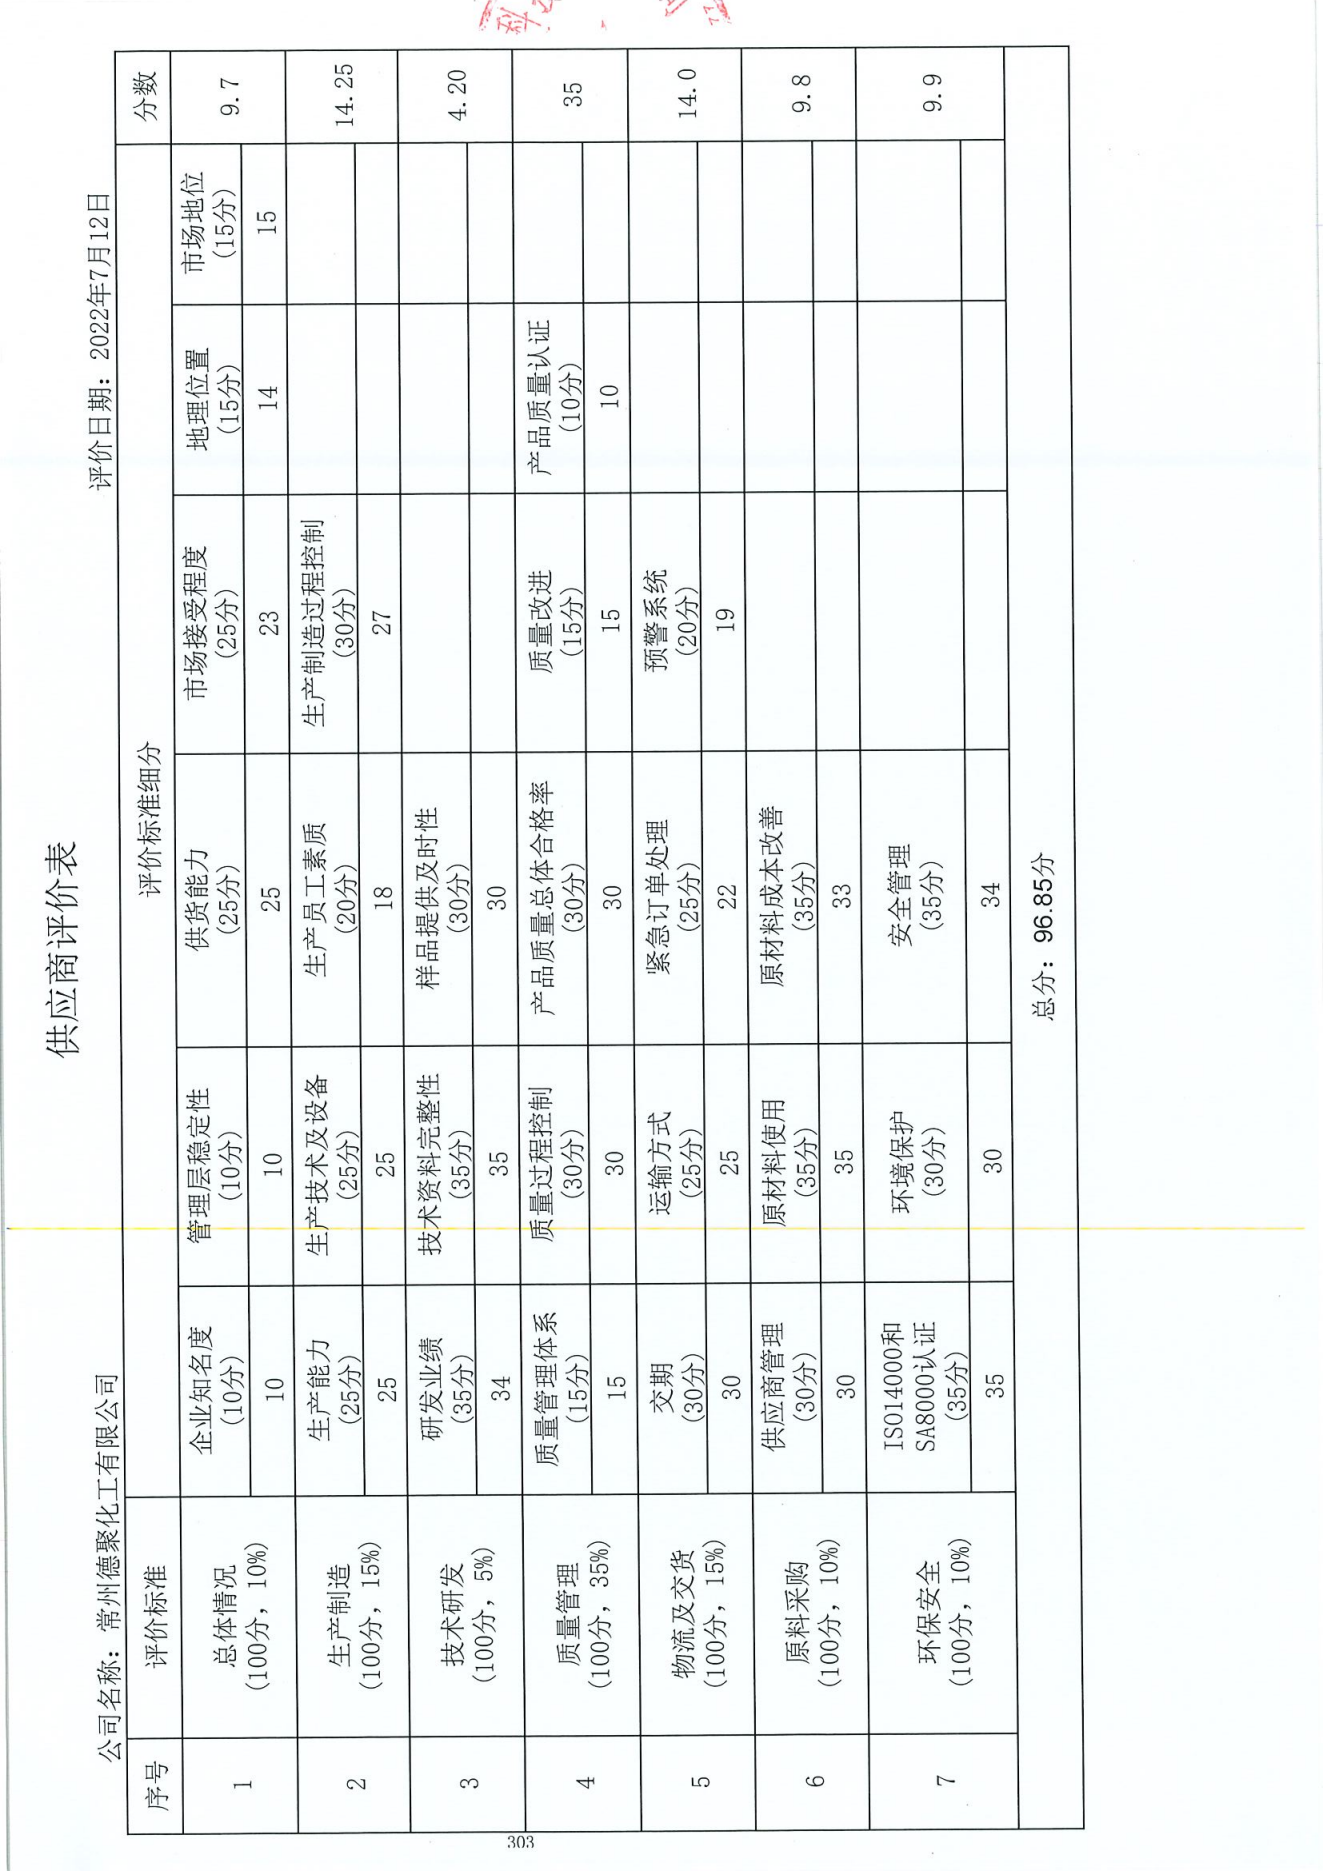 供应商评价表
公司名称：常州德聚化工有限公司 评价日期：2022年7月12日
序号 评价标准 评价标准细分 分数
1 总体情况 (100分，10%) 企业知名度 (10分) 管理层稳定性 (10分) 供货能力 (25分) 市场接受程度 (25分) 地理位置 (15分) 市场地位 (15分) 9.7
10 10 25 23 14 15
2 生产制造 (100分，15%) 生产能力 (25分) 生产技术及设备 (25分) 生产员工素质 (20分) 生产制造过程控制 (30分) 14.25
25 25 18 27
3 技术研发 (100分，5%) 研发业绩 (35分) 技术资料完整性 (35分) 样品提供及时性 (30分) 4.20
34 35 30
4 质量管理 (100分，35%) 质量管理体系 (15分) 质量过程控制 (30分) 产品质量总体合格率 (30分) 质量改进 (15分) 产品质量认证 (10分) 35
15 30 30 15 10
5 物流及交货 (100分，15%) 交期 (30分) 运输方式 (25分) 紧急订单处理 (25分) 预警系统 (20分) 14.0
30 25 22 19
6 原料采购 (100分，10%) 供应商管理 (30分) 原材料使用 (35分) 原材料成本改善 (35分) 9.8
30 35 33
7 环保安全 (100分，10%) ISO14000和 SA8000认证 (35分) 环境保护 (30分) 安全管理 (35分) 9.9
35 30 34
总分：96.85分
303